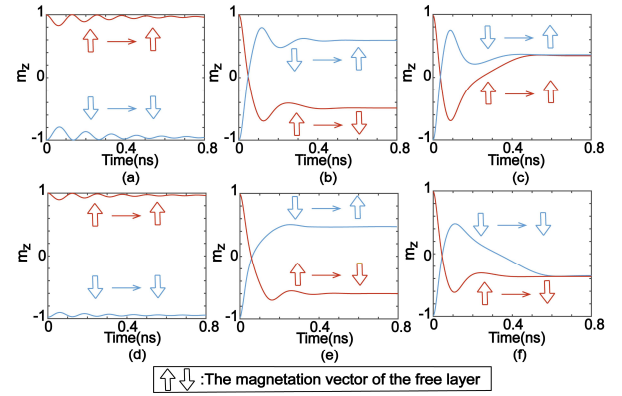 1 1 1
m_z 0 m_z 0 m_z 0
-1 -1 -1
0 0.4 0.8 0 0.4 0.8 0 0.4 0.8
Time(ns) Time(ns) Time(ns)
(a) (b) (c)
1 1 1
m_z 0 m_z 0 m_z 0
-1 -1 -1
0 0.4 0.8 0 0.4 0.8 0 0.4 0.8
Time(ns) Time(ns) Time(ns)
(d) (e) (f)
:The magnetation vector of the free layer